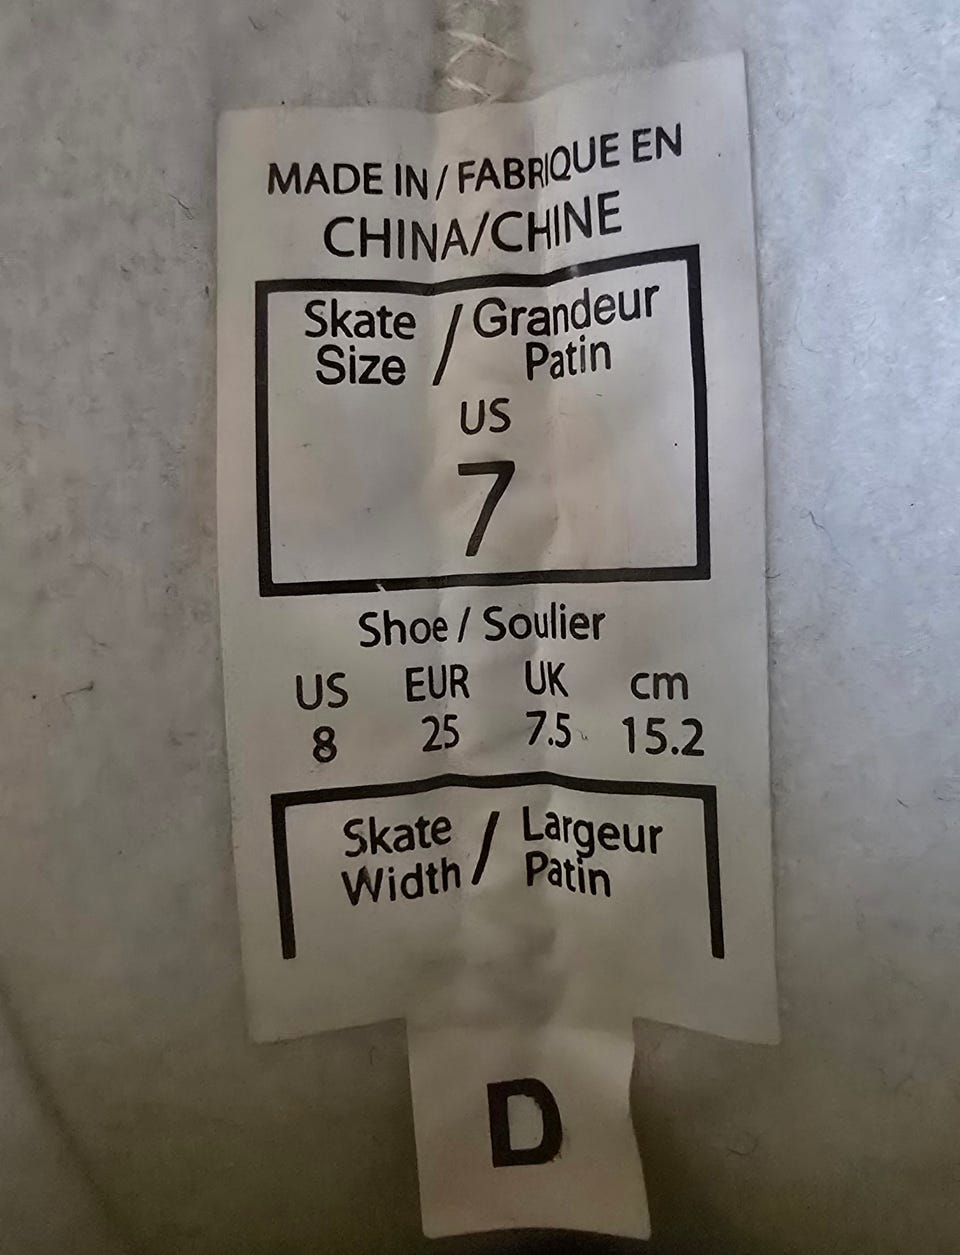 MADE IN / FABRIQUE EN
CHINA/CHINE
Skate Size / Grandeur Patin
US
7
Shoe / Soulier
US EUR UK cm
8 25 7.5 15.2
Skate Width / Largeur Patin
D